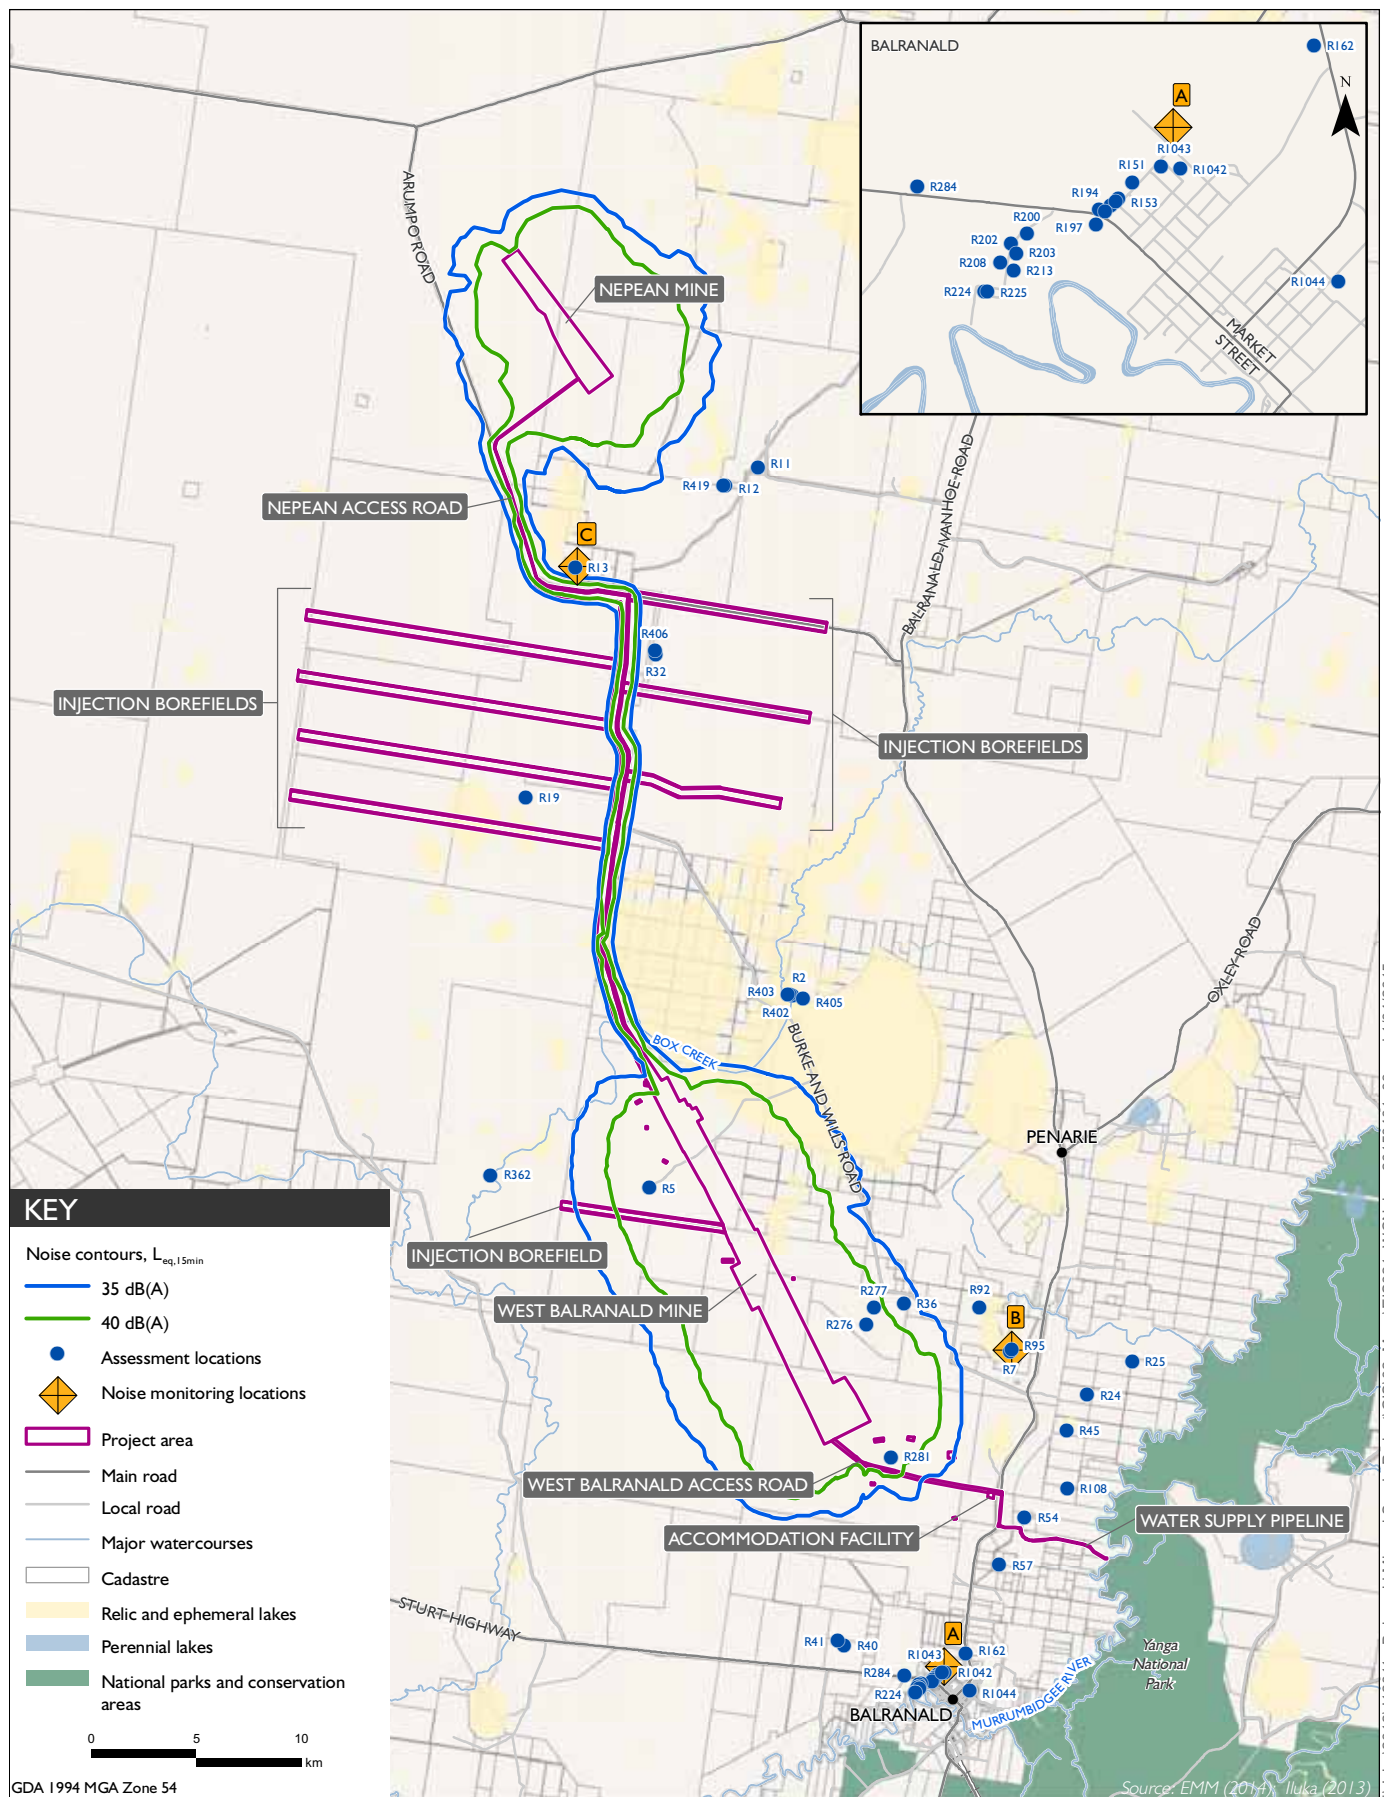 BALRANALD
R162
N
A
R1043
R151
R1042
R284
R194
R153
R200
R197
R202
R203
R208
R213
R224
R225
R1044
MARKET
STREET
ARUMPO ROAD
NEPEAN MINE
R11
R419
R12
NEPEAN ACCESS ROAD
BALRANALD-IVANHOE-ROAD
C
R13
R406
R32
INJECTION BOREFIELDS
INJECTION BOREFIELDS
R19
OXLEY ROAD
R2
R403
R405
R402
BOX CREEK
BURKE AND WILLS ROAD
PENARIE
R362
R5
INJECTION BOREFIELD
WEST BALRANALD MINE
R277
R36
R92
R276
B
R95
R7
R25
R24
R45
R281
WEST BALRANALD ACCESS ROAD
R108
R54
WATER SUPPLY PIPELINE
ACCOMMODATION FACILITY
R57
STURT HIGHWAY
R41
R40
A
R1043
R162
R284
R1042
R224
R1044
BALRANALD
MURRUMBIDGEE RIVER
Yanga
National
Park
KEY
Noise contours, Leq,15min
35 dB(A)
40 dB(A)
Assessment locations
Noise monitoring locations
Project area
Main road
Local road
Major watercourses
Cadastre
Relic and ephemeral lakes
Perennial lakes
National parks and conservation
areas
0 5 10
km
GDA 1994 MGA Zone 54
Source: EMM (2014); Iluka (2013)